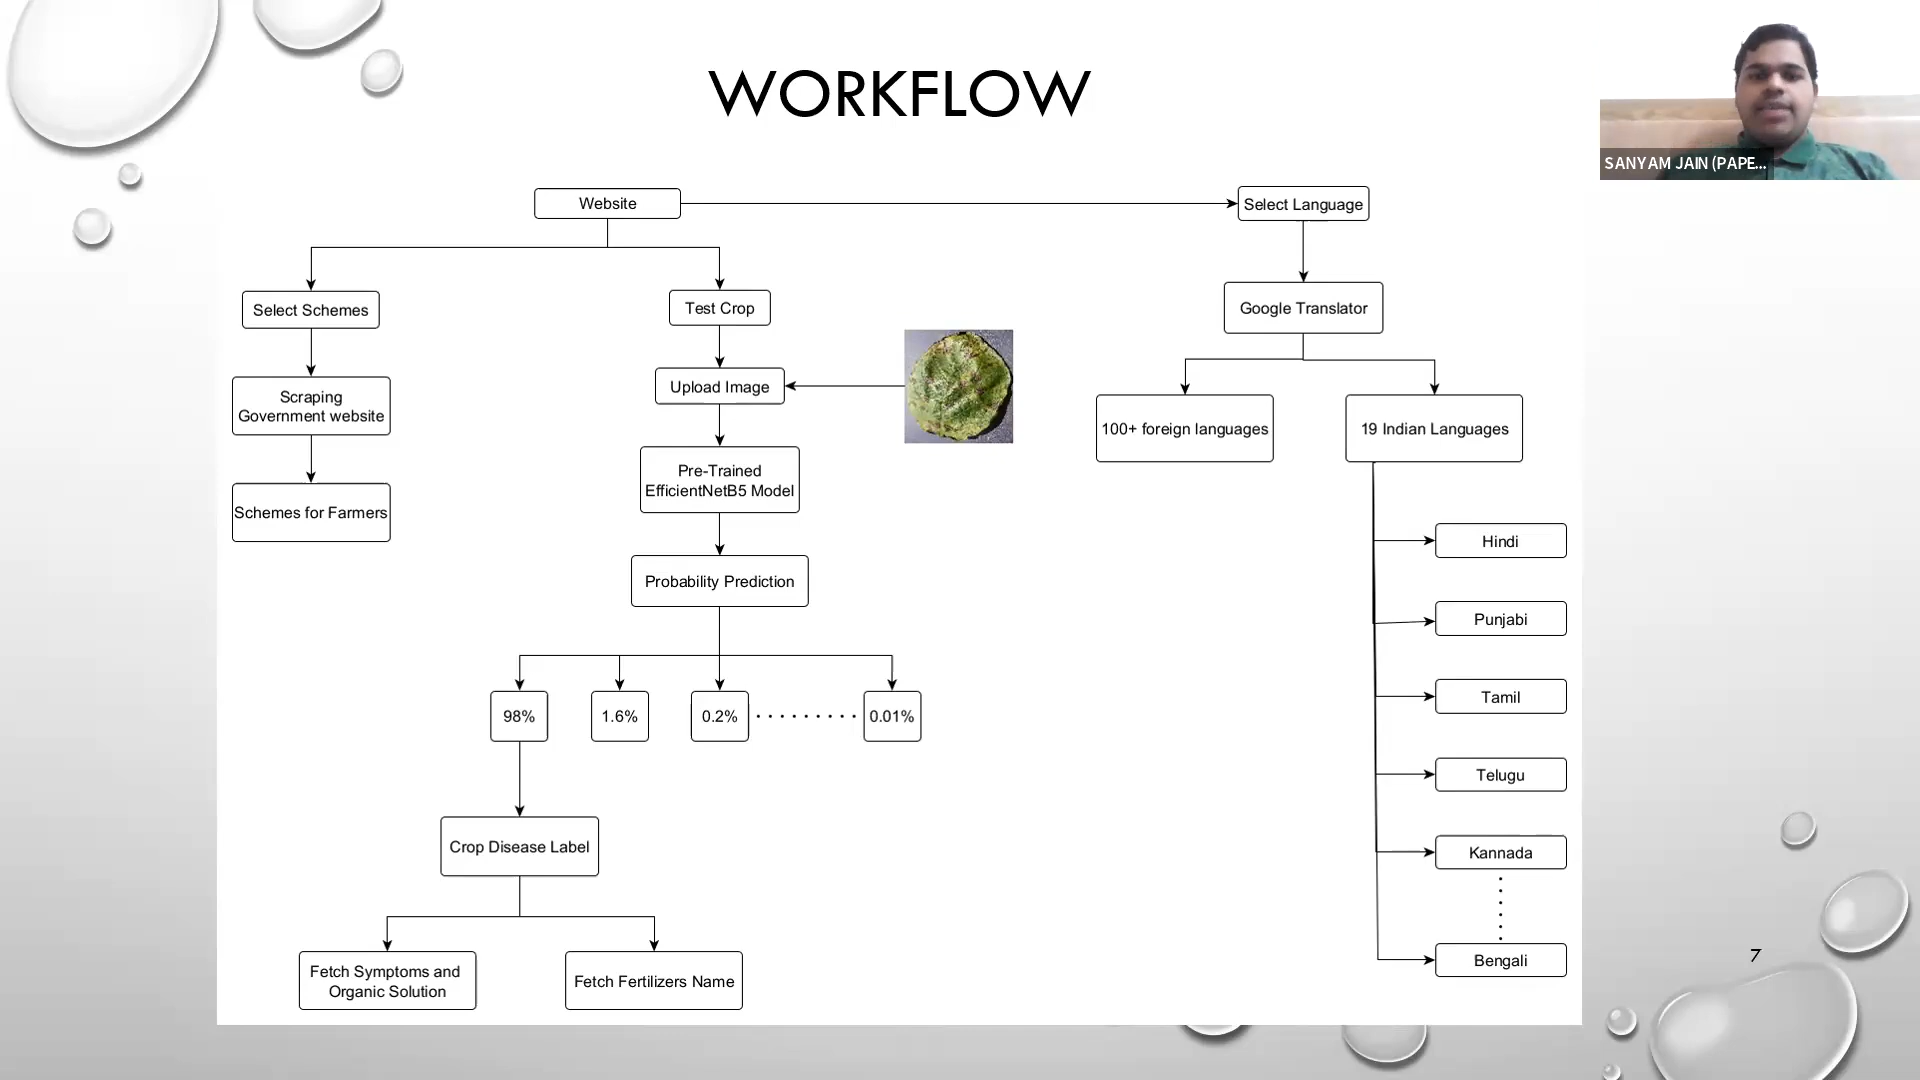 WORKFLOW
SANYAM JAIN (PAPE...
Website
Select Language
Select Schemes
Test Crop
Google Translator
Upload Image
Scraping
Government website
100+ foreign languages
19 Indian Languages
Pre-Trained
EfficientNetB5 Model
Schemes for Farmers
Hindi
Probability Prediction
Punjabi
Tamil
98%
1.6%
0.2%
0.01%
Telugu
Crop Disease Label
Kannada
Bengali
7
Fetch Symptoms and
Organic Solution
Fetch Fertilizers Name